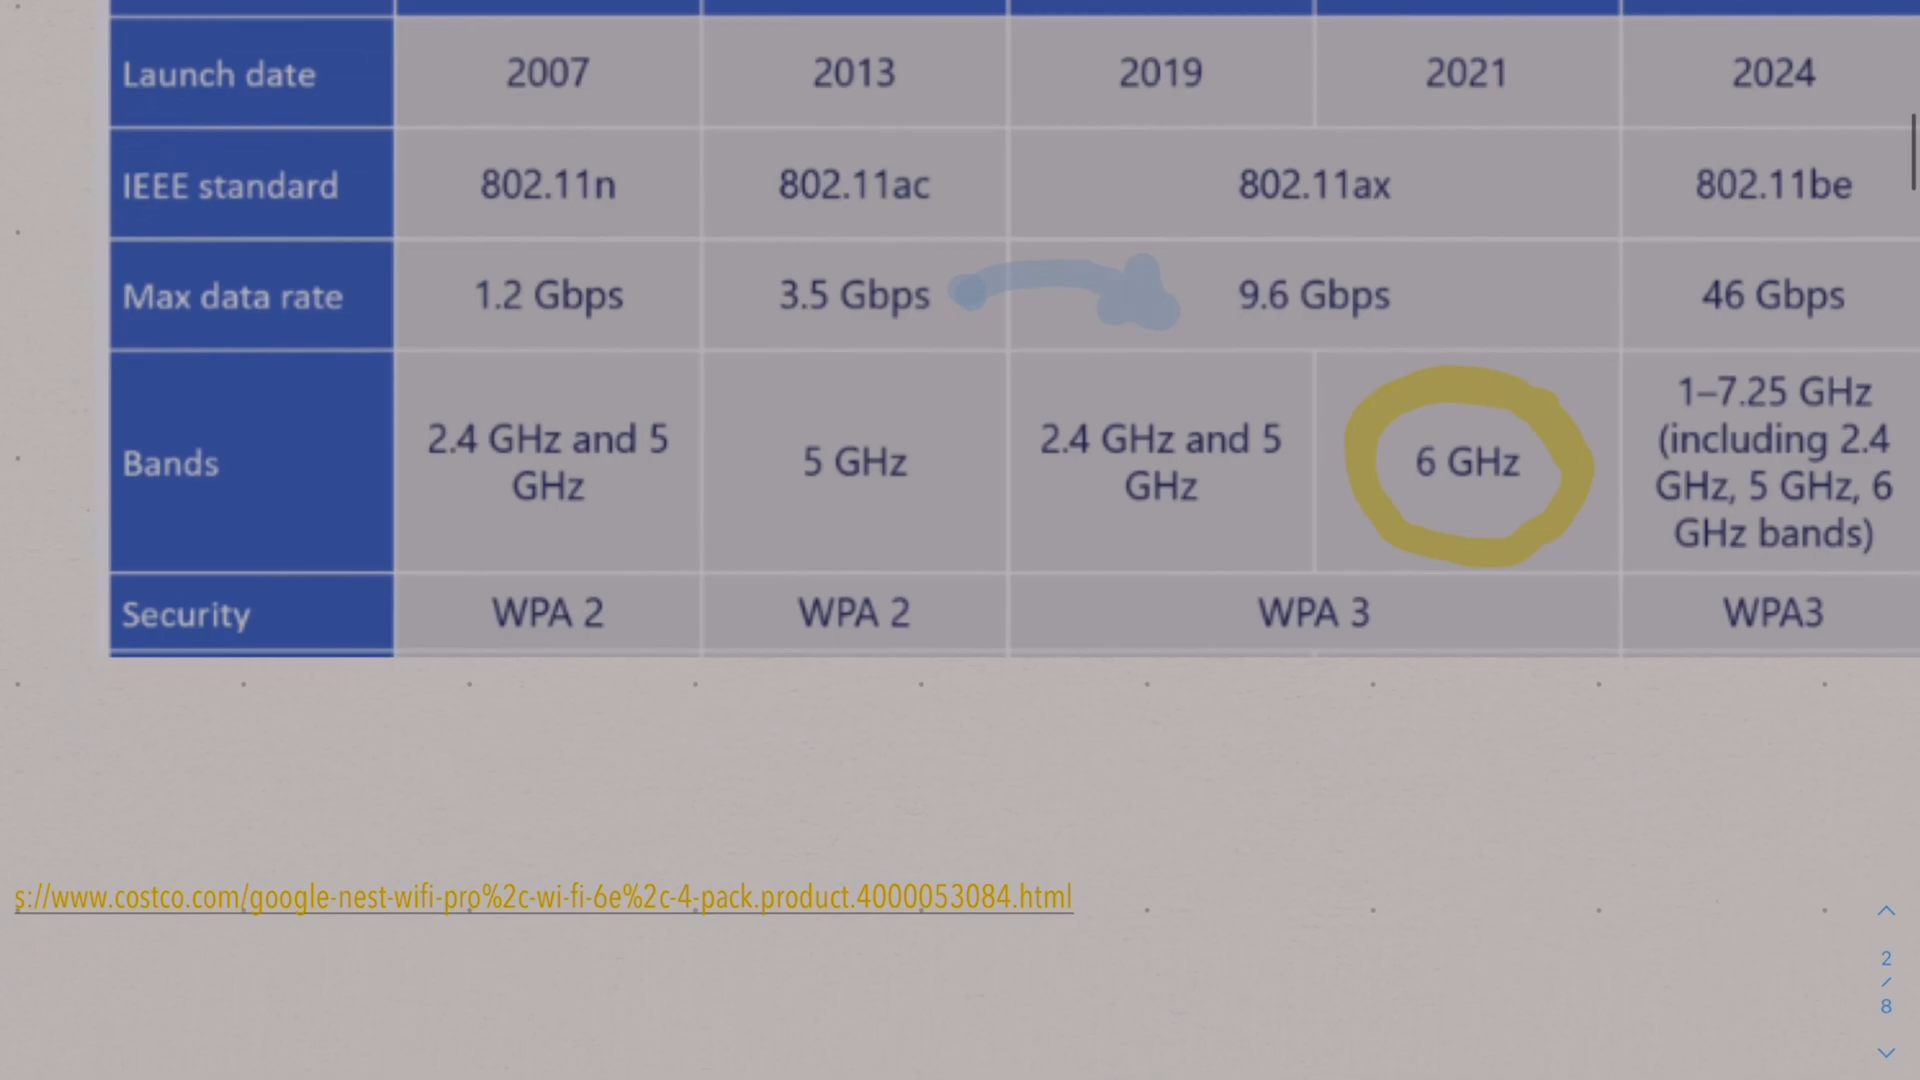 Launch date 2007 2013 2019 2021 2024
IEEE standard 802.11n 802.11ac 802.11ax 802.11be
Max data rate 1.2 Gbps 3.5 Gbps 9.6 Gbps 46 Gbps
Bands
2.4 GHz and 5
GHz
5 GHz
2.4 GHz and 5
GHz
6 GHz
1–7.25 GHz
(including 2.4
GHz, 5 GHz, 6
GHz bands)
Security WPA 2 WPA 2 WPA 3 WPA3
s://www.costco.com/google-nest-wifi-pro%2c-wi-fi-6e%2c-4-pack.product.4000053084.html
2
/
8